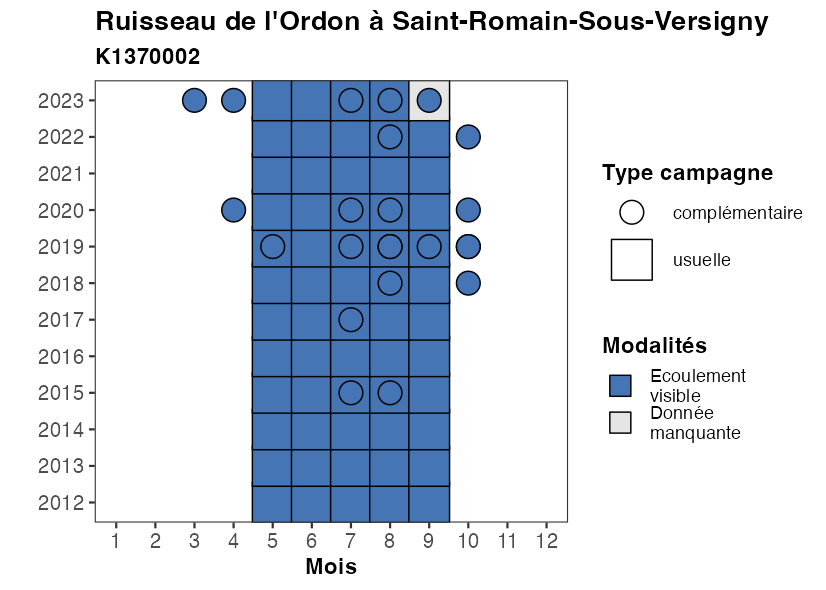 Ruisseau de l'Ordon à Saint-Romain-Sous-Versigny
K1370002
2023
2022
2021
2020
2019
2018
2017
2016
2015
2014
2013
2012
1 2 3 4 5 6 7 8 9 10 11 12
Mois
Type campagne
complémentaire
usuelle
Modalités
Ecoulement
visible
Donnée
manquante